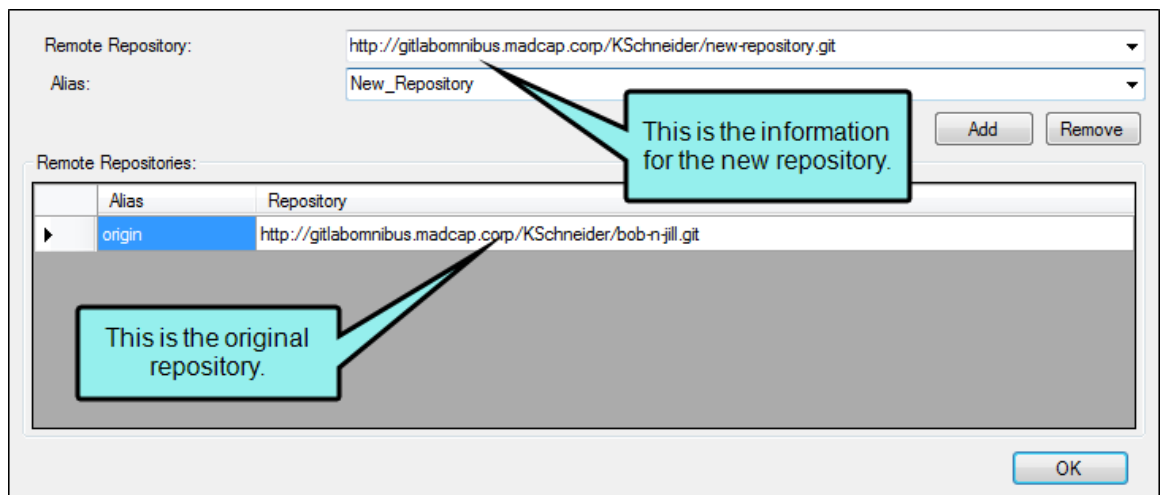 Remote Repository: http://gitlabomnibus.madcap.corp/KSchneider/new-repository.git
Alias: New_Repository
This is the information
for the new repository.
Add Remove
Remote Repositories:
Alias Repository
origin http://gitlabomnibus.madcap.corp/KSchneider/bob-n-jill.git
This is the original
repository.
OK